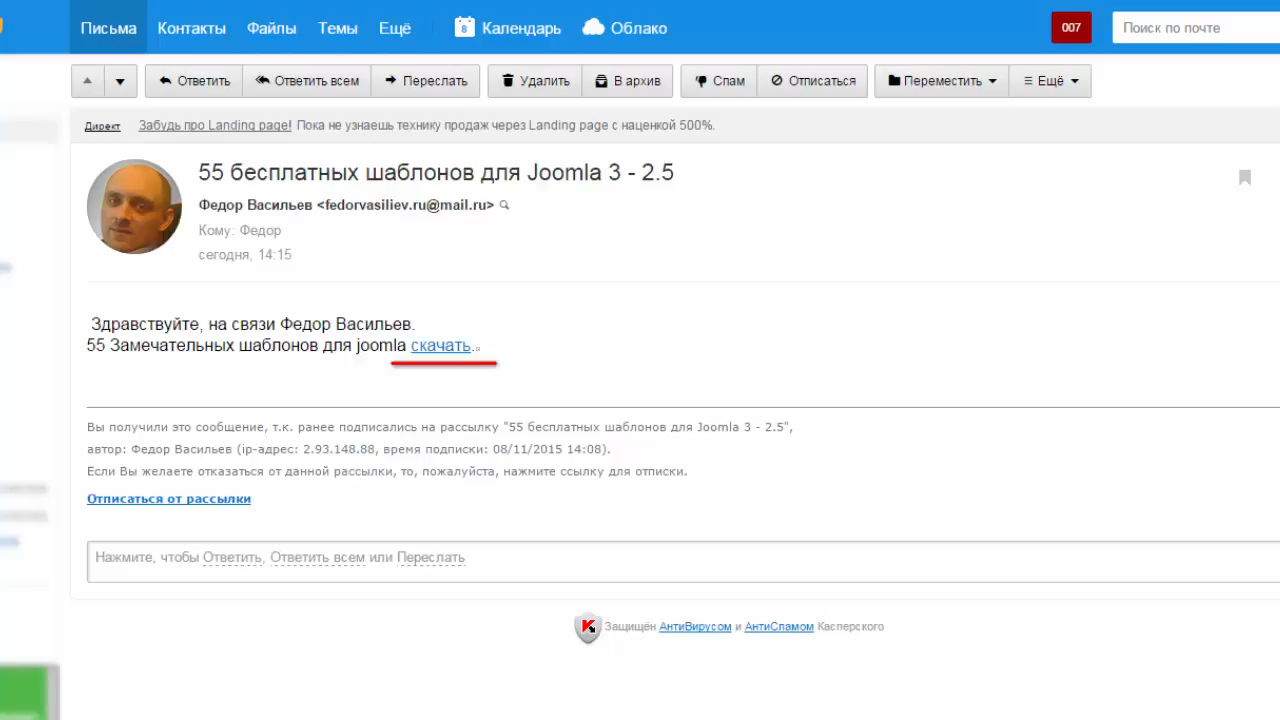 Письма Контакты Файлы Темы Ещё 8 Календарь Облако 007 Поиск по почте
Ответить Ответить всем Переслать Удалить В архив Спам Отписаться Переместить Ещё
Директ Забудь про Landing page! Пока не узнаешь технику продаж через Landing page с наценкой 500%.
55 бесплатных шаблонов для Joomla 3 - 2.5
Федор Васильев <fedorvasiliev.ru@mail.ru>
Кому: Федор
сегодня, 14:15
Здравствуйте, на связи Федор Васильев.
55 Замечательных шаблонов для joomla скачать.
Вы получили это сообщение, т.к. ранее подписались на рассылку "55 бесплатных шаблонов для Joomla 3 - 2.5",
автор: Федор Васильев (ip-адрес: 2.93.148.88, время подписки: 08/11/2015 14:08).
Если Вы желаете отказаться от данной рассылки, то, пожалуйста, нажмите ссылку для отписки.
Отписаться от рассылки
Нажмите, чтобы Ответить, Ответить всем или Переслать
Защищён АнтиВирусом и АнтиСпамом Касперского